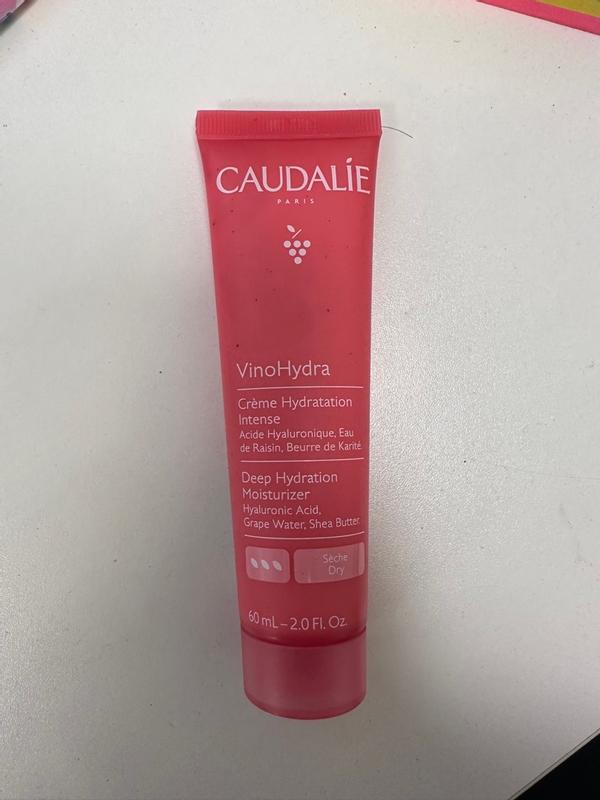 CAUDALÍE
PARIS
VinoHydra
Crème Hydratation
Intense
Acide Hyaluronique, Eau
de Raisin, Beurre de Karité
Deep Hydration
Moisturizer
Hyaluronic Acid,
Grape Water, Shea Butter
Sèche
Dry
60 mL – 2.0 Fl. Oz.